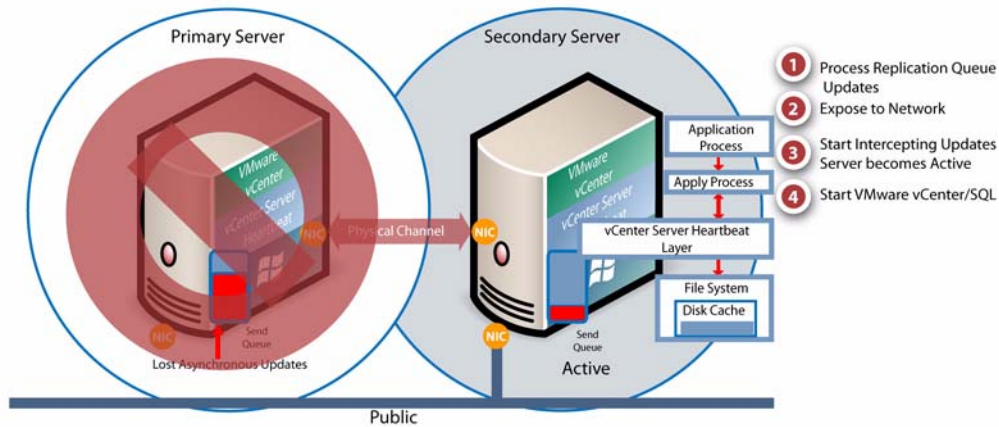 Primary Server
Secondary Server
VMware
vCenter
vCenter Server
Heartbeat
NIC
NIC
Physical Channel
Send
Queue
Lost Asynchronous Updates
NIC
VMware
vCenter
vCenter Server
Heartbeat
NIC
Send
Queue
Active
Application
Process
Apply Process
vCenter Server Heartbeat
Layer
File System
Disk Cache
1 Process Replication Queue
Updates
2 Expose to Network
3 Start Intercepting Updates
Server becomes Active
4 Start VMware vCenter/SQL
Public